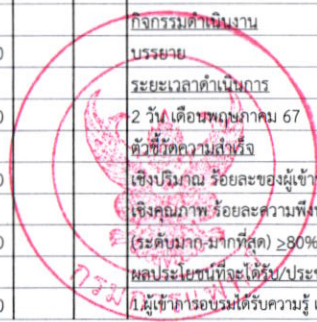 กิจกรรมดำเนินงาน
0 บรรยาย
ระยะเวลาดำเนินการ
0 2 วัน เดือนพฤษภาคม 67
ตัวชี้วัดความสำเร็จ
0 เชิงปริมาณ ร้อยละของผู้เข้า
เชิงคุณภาพ ร้อยละความพึง
0 (ระดับมาก-มากที่สุด) ≥80%
ผลประโยชน์ที่จะได้รับ/ประ
0 1.ผู้เข้าการอบรมได้รับความรู้